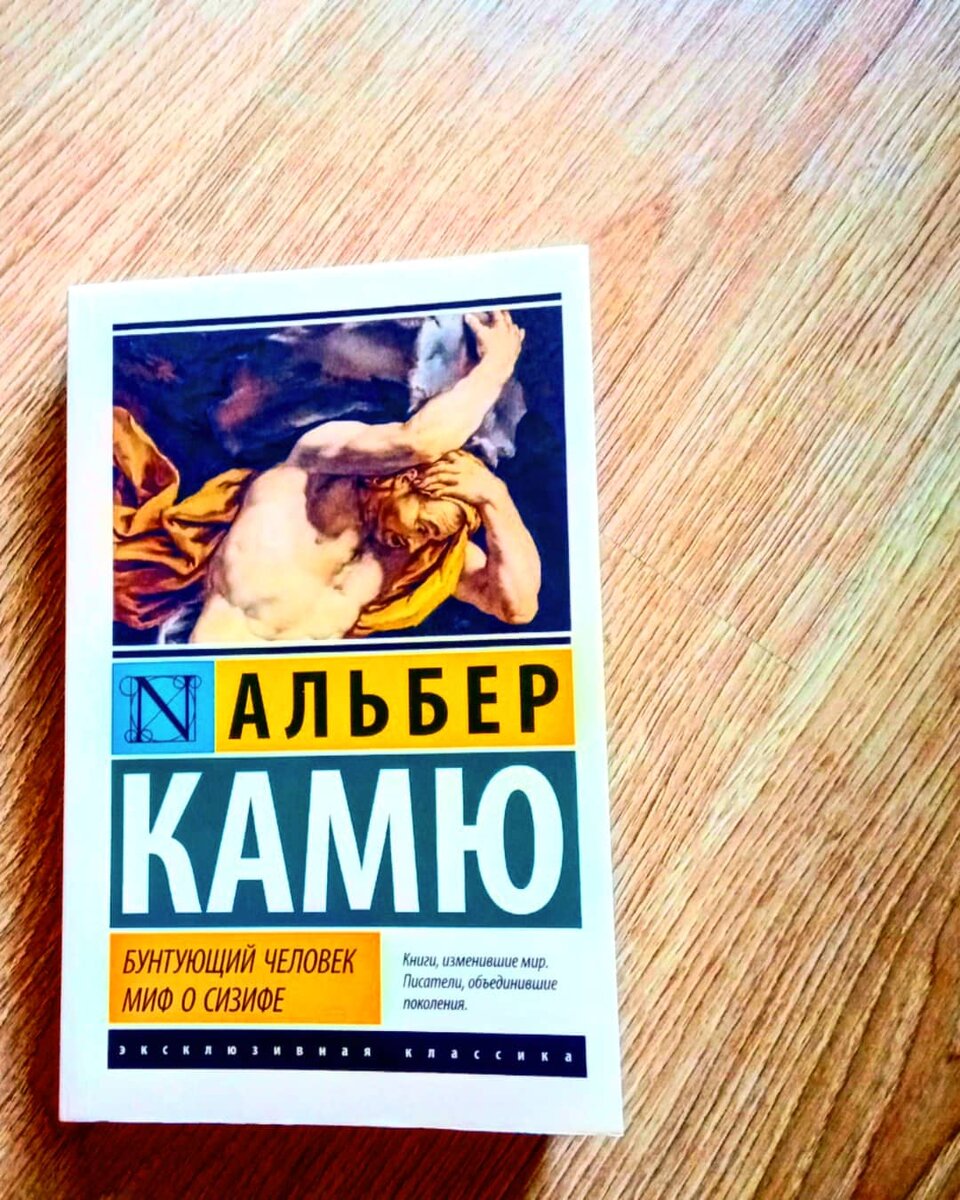 N АЛЬБЕР
КАМЮ
БУНТУЮЩИЙ ЧЕЛОВЕК
МИФ О СИЗИФЕ
Книги, изменившие мир.
Писатели, объединившие
поколения.
эксклюзивная классика